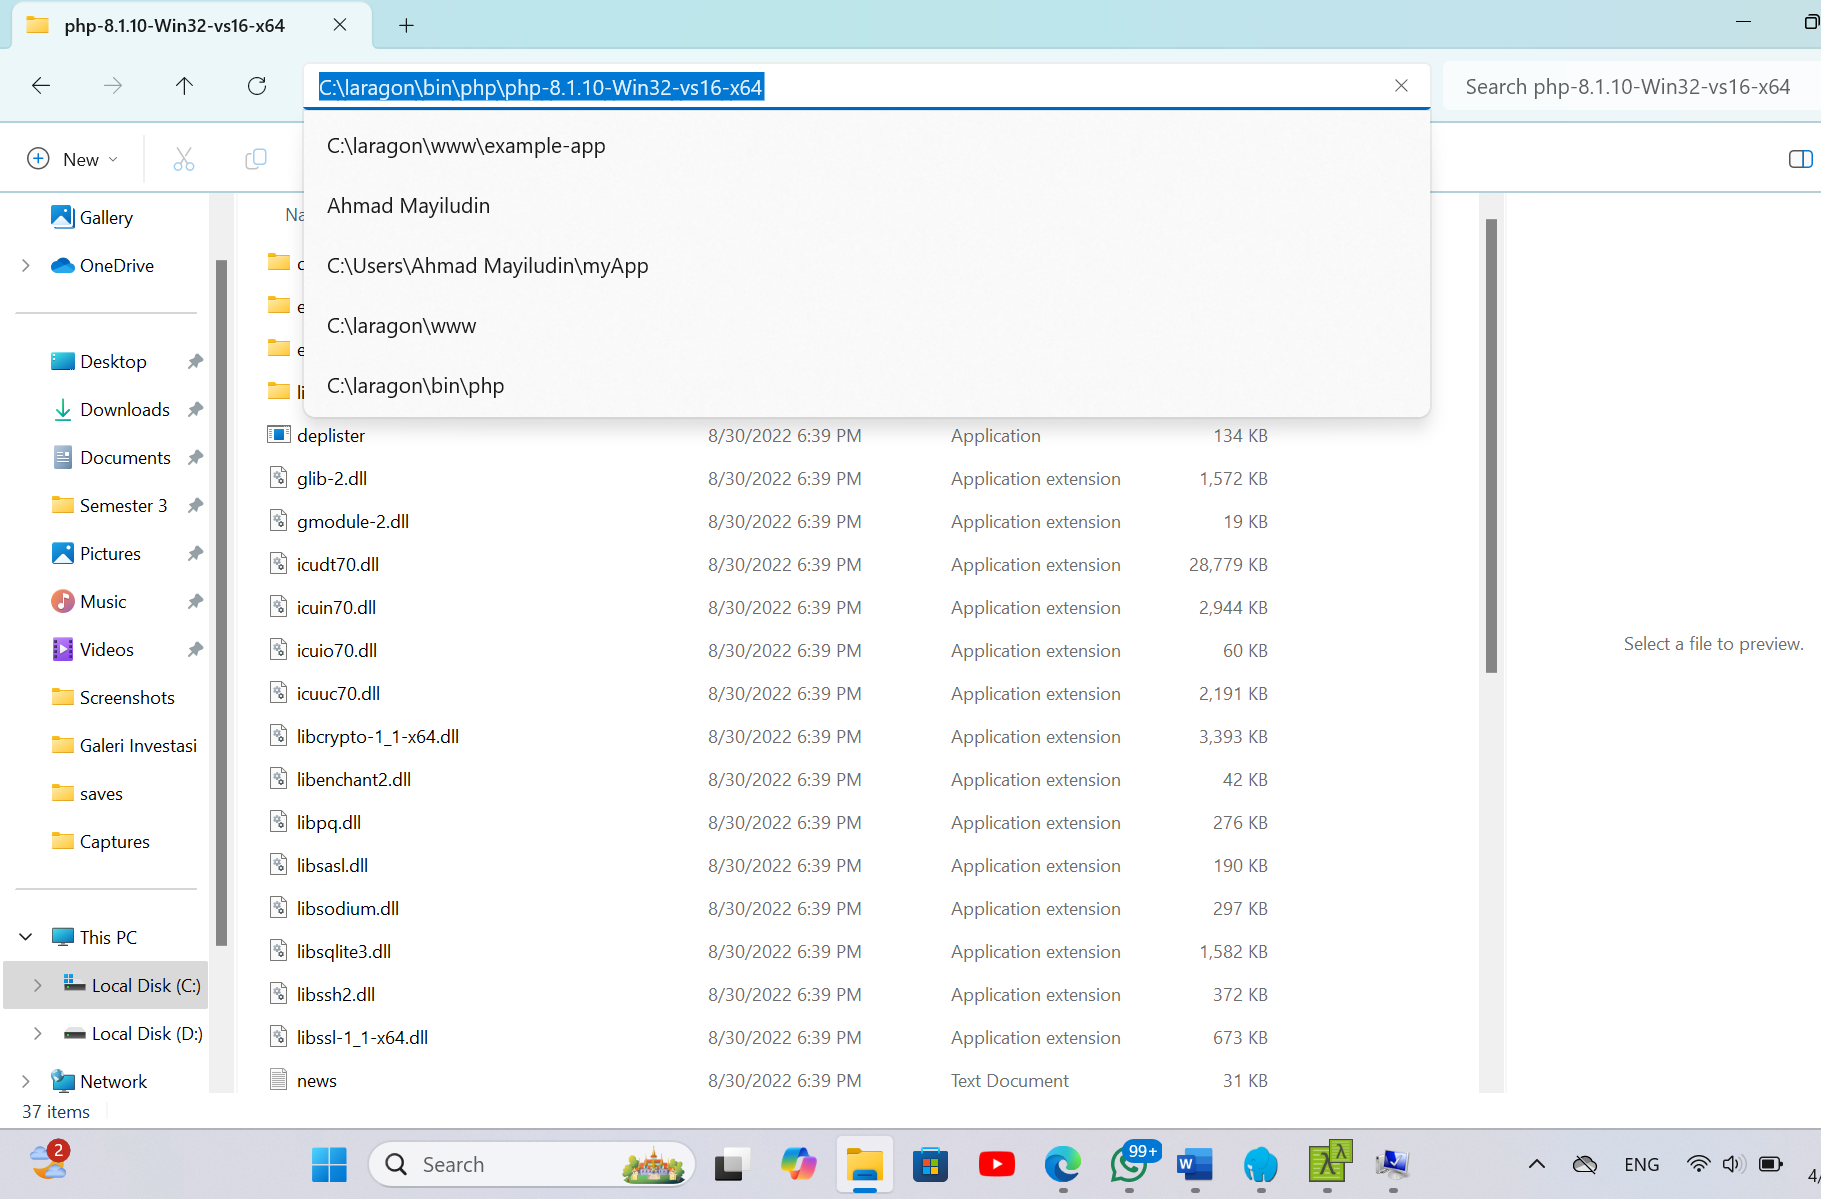 php-8.1.10-Win32-vs16-x64
C:\laragon\bin\php\php-8.1.10-Win32-vs16-x64
Search php-8.1.10-Win32-vs16-x64
C:\laragon\www\example-app
Ahmad Mayiludin
C:\Users\Ahmad Mayiludin\myApp
C:\laragon\www
C:\laragon\bin\php
New
Gallery
OneDrive
Desktop
Downloads
Documents
Semester 3
Pictures
Music
Videos
Screenshots
Galeri Investasi
saves
Captures
This PC
Local Disk (C:)
Local Disk (D:)
Network
Na
c
e
e
li
deplister 8/30/2022 6:39 PM Application 134 KB
glib-2.dll 8/30/2022 6:39 PM Application extension 1,572 KB
gmodule-2.dll 8/30/2022 6:39 PM Application extension 19 KB
icudt70.dll 8/30/2022 6:39 PM Application extension 28,779 KB
icuin70.dll 8/30/2022 6:39 PM Application extension 2,944 KB
icuio70.dll 8/30/2022 6:39 PM Application extension 60 KB
icuuc70.dll 8/30/2022 6:39 PM Application extension 2,191 KB
libcrypto-1_1-x64.dll 8/30/2022 6:39 PM Application extension 3,393 KB
libenchant2.dll 8/30/2022 6:39 PM Application extension 42 KB
libpq.dll 8/30/2022 6:39 PM Application extension 276 KB
libsasl.dll 8/30/2022 6:39 PM Application extension 190 KB
libsodium.dll 8/30/2022 6:39 PM Application extension 297 KB
libsqlite3.dll 8/30/2022 6:39 PM Application extension 1,582 KB
libssh2.dll 8/30/2022 6:39 PM Application extension 372 KB
libssl-1_1-x64.dll 8/30/2022 6:39 PM Application extension 673 KB
news 8/30/2022 6:39 PM Text Document 31 KB
Select a file to preview.
37 items
2
Search
99+
W
ENG
4/